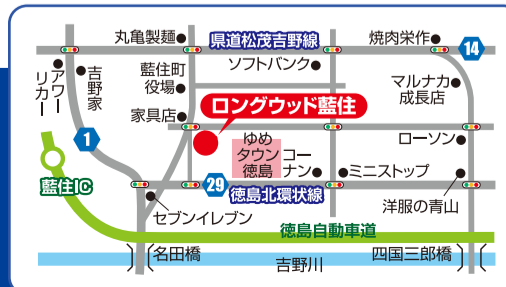 丸亀製麺
県道松茂吉野線
焼肉栄作
14
アワー
リカー
吉野家
藍住町
役場
ソフトバンク
マルナカ
成長店
家具店
ロングウッド藍住
1
ゆめ
タウン
徳島
コー
ナン
ローソン
ミニストップ
藍住IC
29
徳島北環状線
洋服の青山
セブンイレブン
徳島自動車道
名田橋
吉野川
四国三郎橋